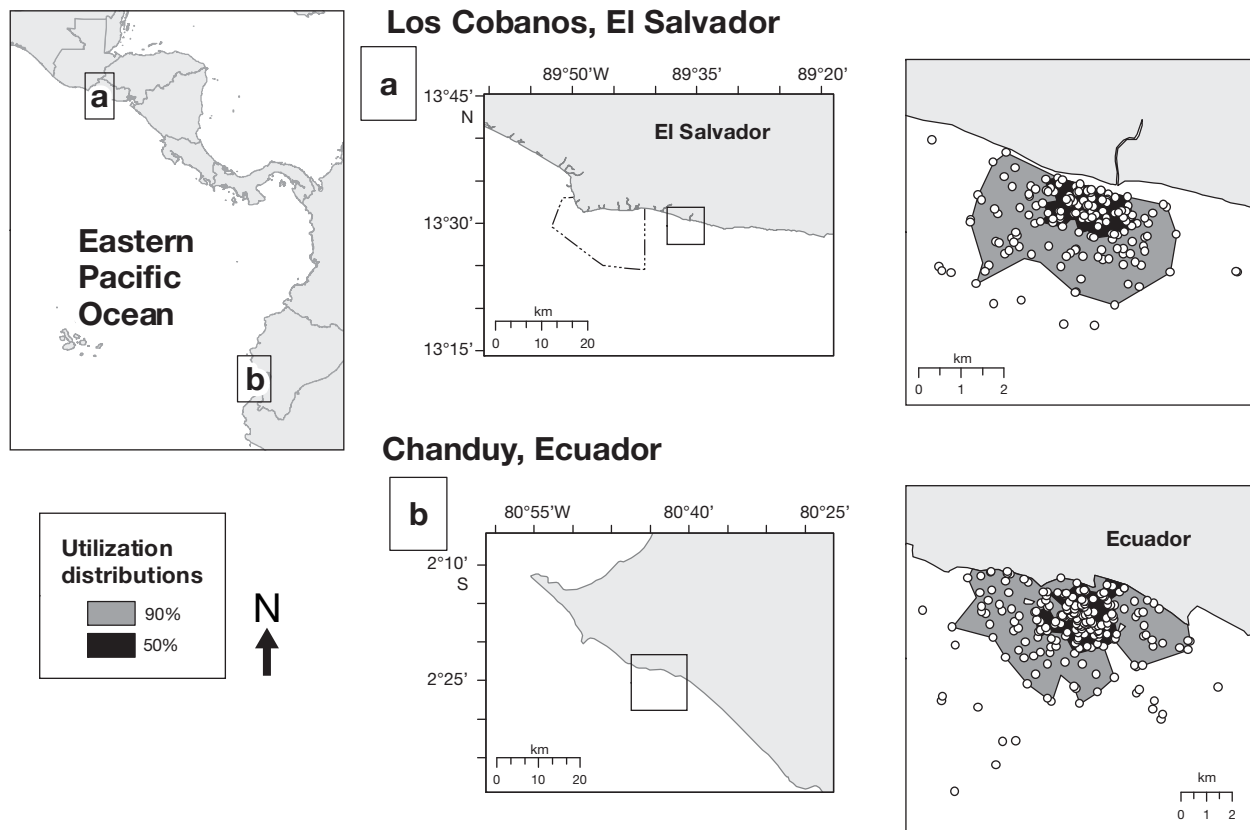 Los Cobanos, El Salvador
a
Eastern
Pacific
Ocean
b
a
89°50'W 89°35' 89°20'
13°45'
N
13°30'
13°15'
El Salvador
km
0 10 20
km
0 1 2
Chanduy, Ecuador
b
80°55'W 80°40' 80°25'
2°10'
S
2°25'
km
0 10 20
Ecuador
km
0 1 2
Utilization
distributions
90%
50%
N